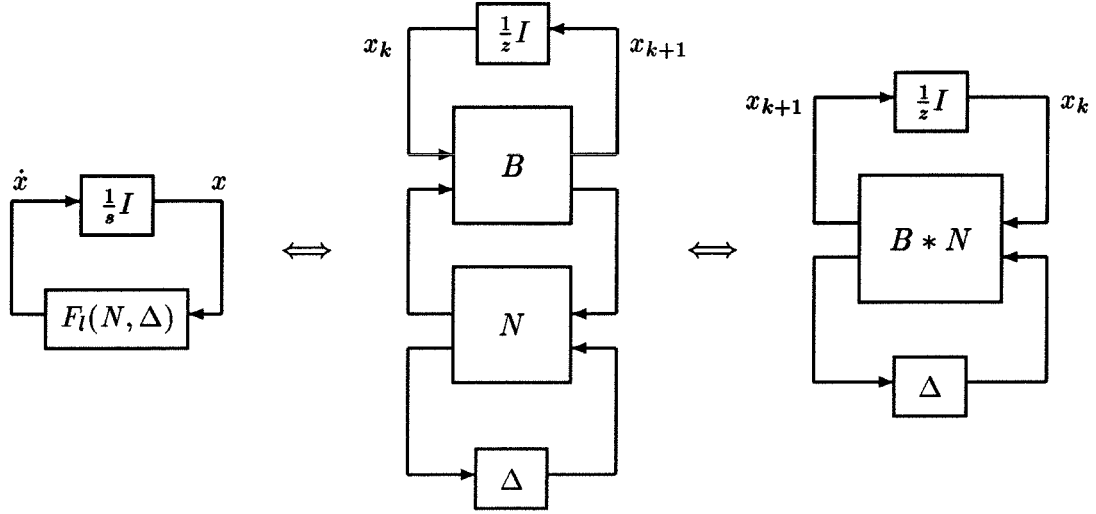 ẋ
1/s I
x
F_l(N, Δ)
⟺
x_k
1/z I
x_{k+1}
B
N
Δ
⟺
x_{k+1}
1/z I
x_k
B * N
Δ